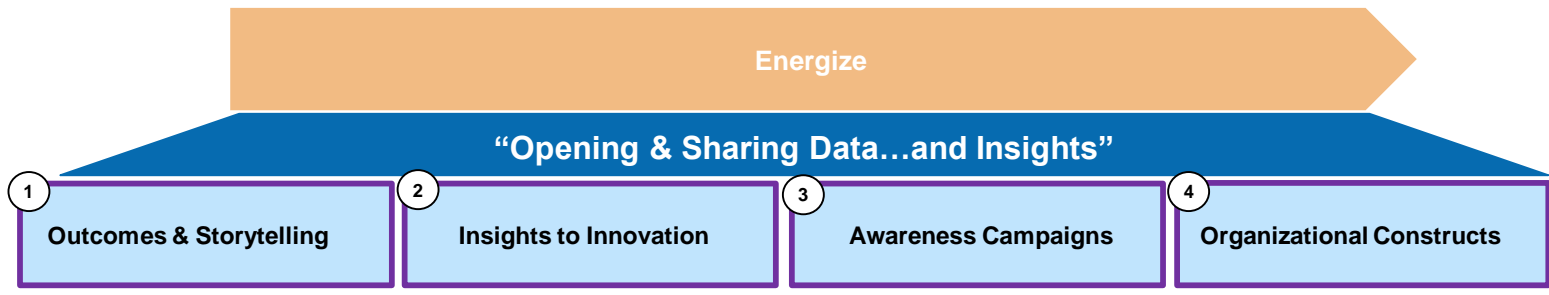 Energize
“Opening & Sharing Data…and Insights”
1
Outcomes & Storytelling
2
Insights to Innovation
3
Awareness Campaigns
4
Organizational Constructs